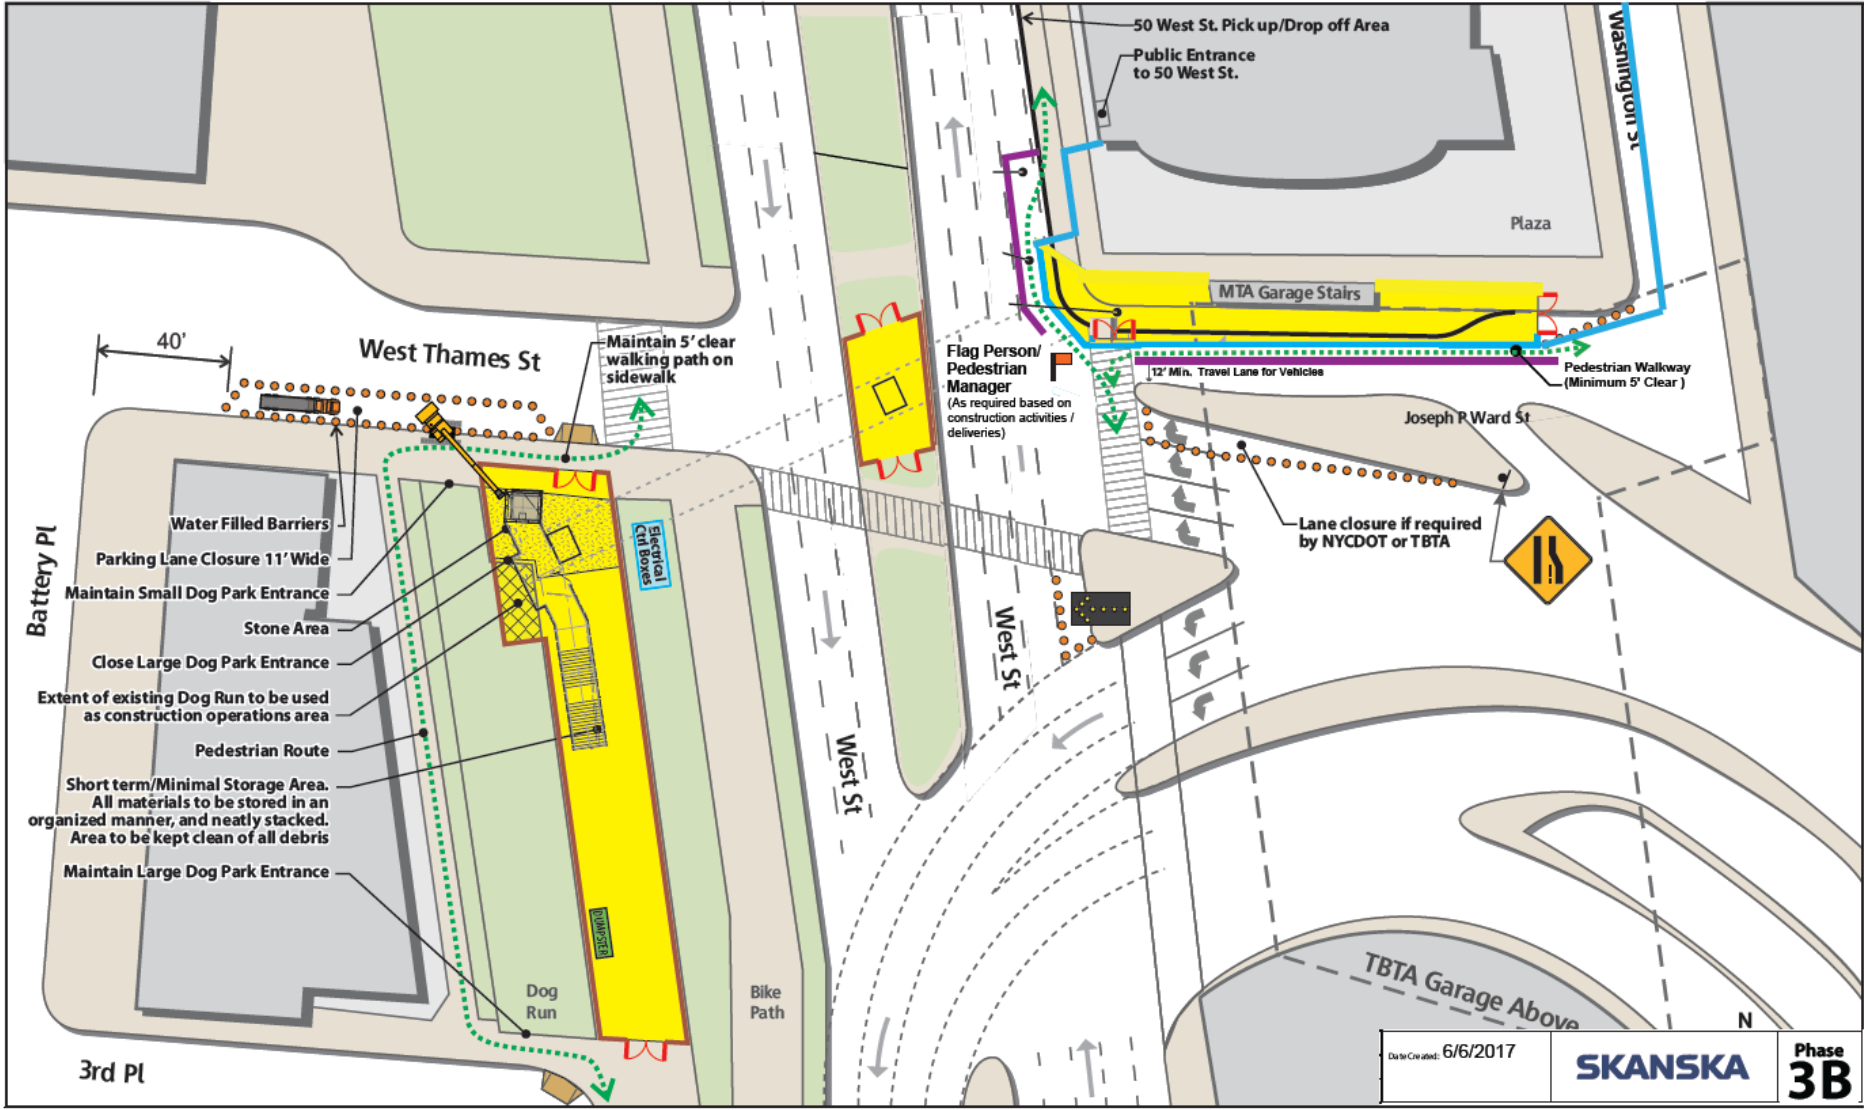 50 West St. Pick up/Drop off Area
Public Entrance
to 50 West St.
Washington St
Plaza
MTA Garage Stairs
40'
West Thames St
Maintain 5' clear
walking path on
sidewalk
Flag Person/
Pedestrian
Manager
(As required based on
construction activities /
deliveries)
12' Min. Travel Lane for Vehicles
Pedestrian Walkway
(Minimum 5' Clear )
Joseph P Ward St
Water Filled Barriers
Parking Lane Closure 11' Wide
Maintain Small Dog Park Entrance
Stone Area
Close Large Dog Park Entrance
Extent of existing Dog Run to be used
as construction operations area
Pedestrian Route
Short term/Minimal Storage Area.
All materials to be stored in an
organized manner, and neatly stacked.
Area to be kept clean of all debris
Maintain Large Dog Park Entrance
Battery Pl
Electrical
Ctrl Boxes
Lane closure if required
by NYCDOT or TBTA
West St
West St
DUMPSTER
Dog
Run
Bike
Path
3rd Pl
TBTA Garage Above
N
Date Created: 6/6/2017
SKANSKA
Phase
3B